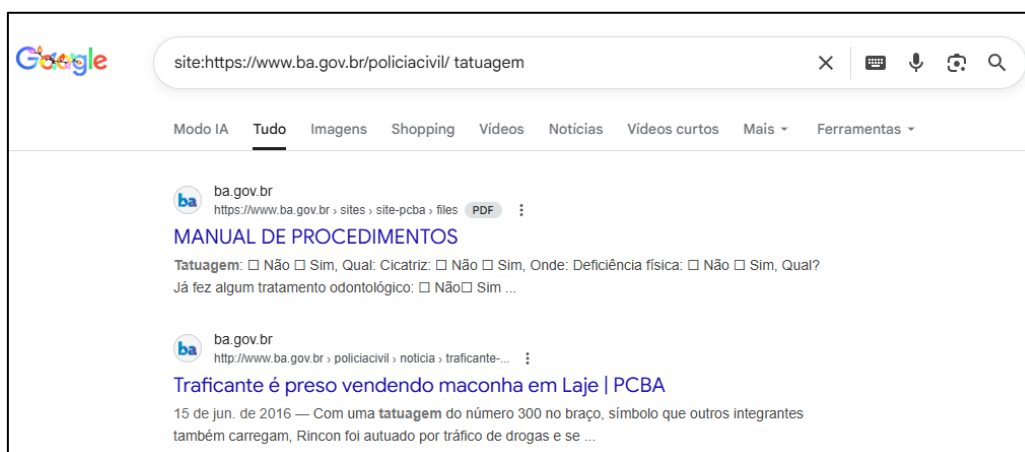 Google
site:https://www.ba.gov.br/policiacivil/ tatuagem
Modo IA Tudo Imagens Shopping Vídeos Notícias Vídeos curtos Mais Ferramentas
ba
ba.gov.br
https://www.ba.gov.br › sites › site-pcba › files PDF
MANUAL DE PROCEDIMENTOS
Tatuagem: ☐ Não ☐ Sim, Qual: Cicatriz: ☐ Não ☐ Sim, Onde: Deficiência física: ☐ Não ☐ Sim, Qual?
Já fez algum tratamento odontológico: ☐ Não☐ Sim ...
ba
ba.gov.br
http://www.ba.gov.br › policiacivil › noticia › traficante-...
Traficante é preso vendendo maconha em Laje | PCBA
15 de jun. de 2016 — Com uma tatuagem do número 300 no braço, símbolo que outros integrantes
também carregam, Rincon foi autuado por tráfico de drogas e se ...